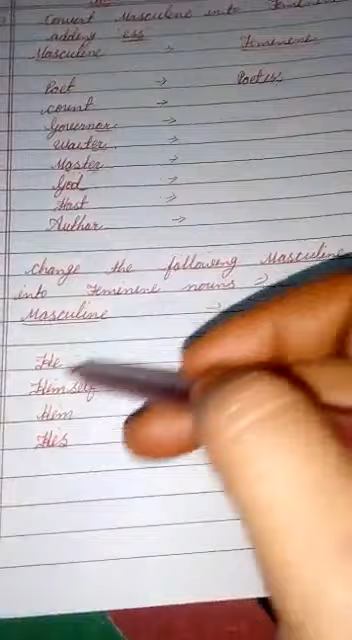 Convert Masculine into Feminine
adding ess
Masculine → Feminene
Poet → Poetess
count →
Governor →
Waiter →
Master →
God →
Host →
Author →
change the following Masculine
into Feminine nouns →
Masculine →
He
Himself
Him
His